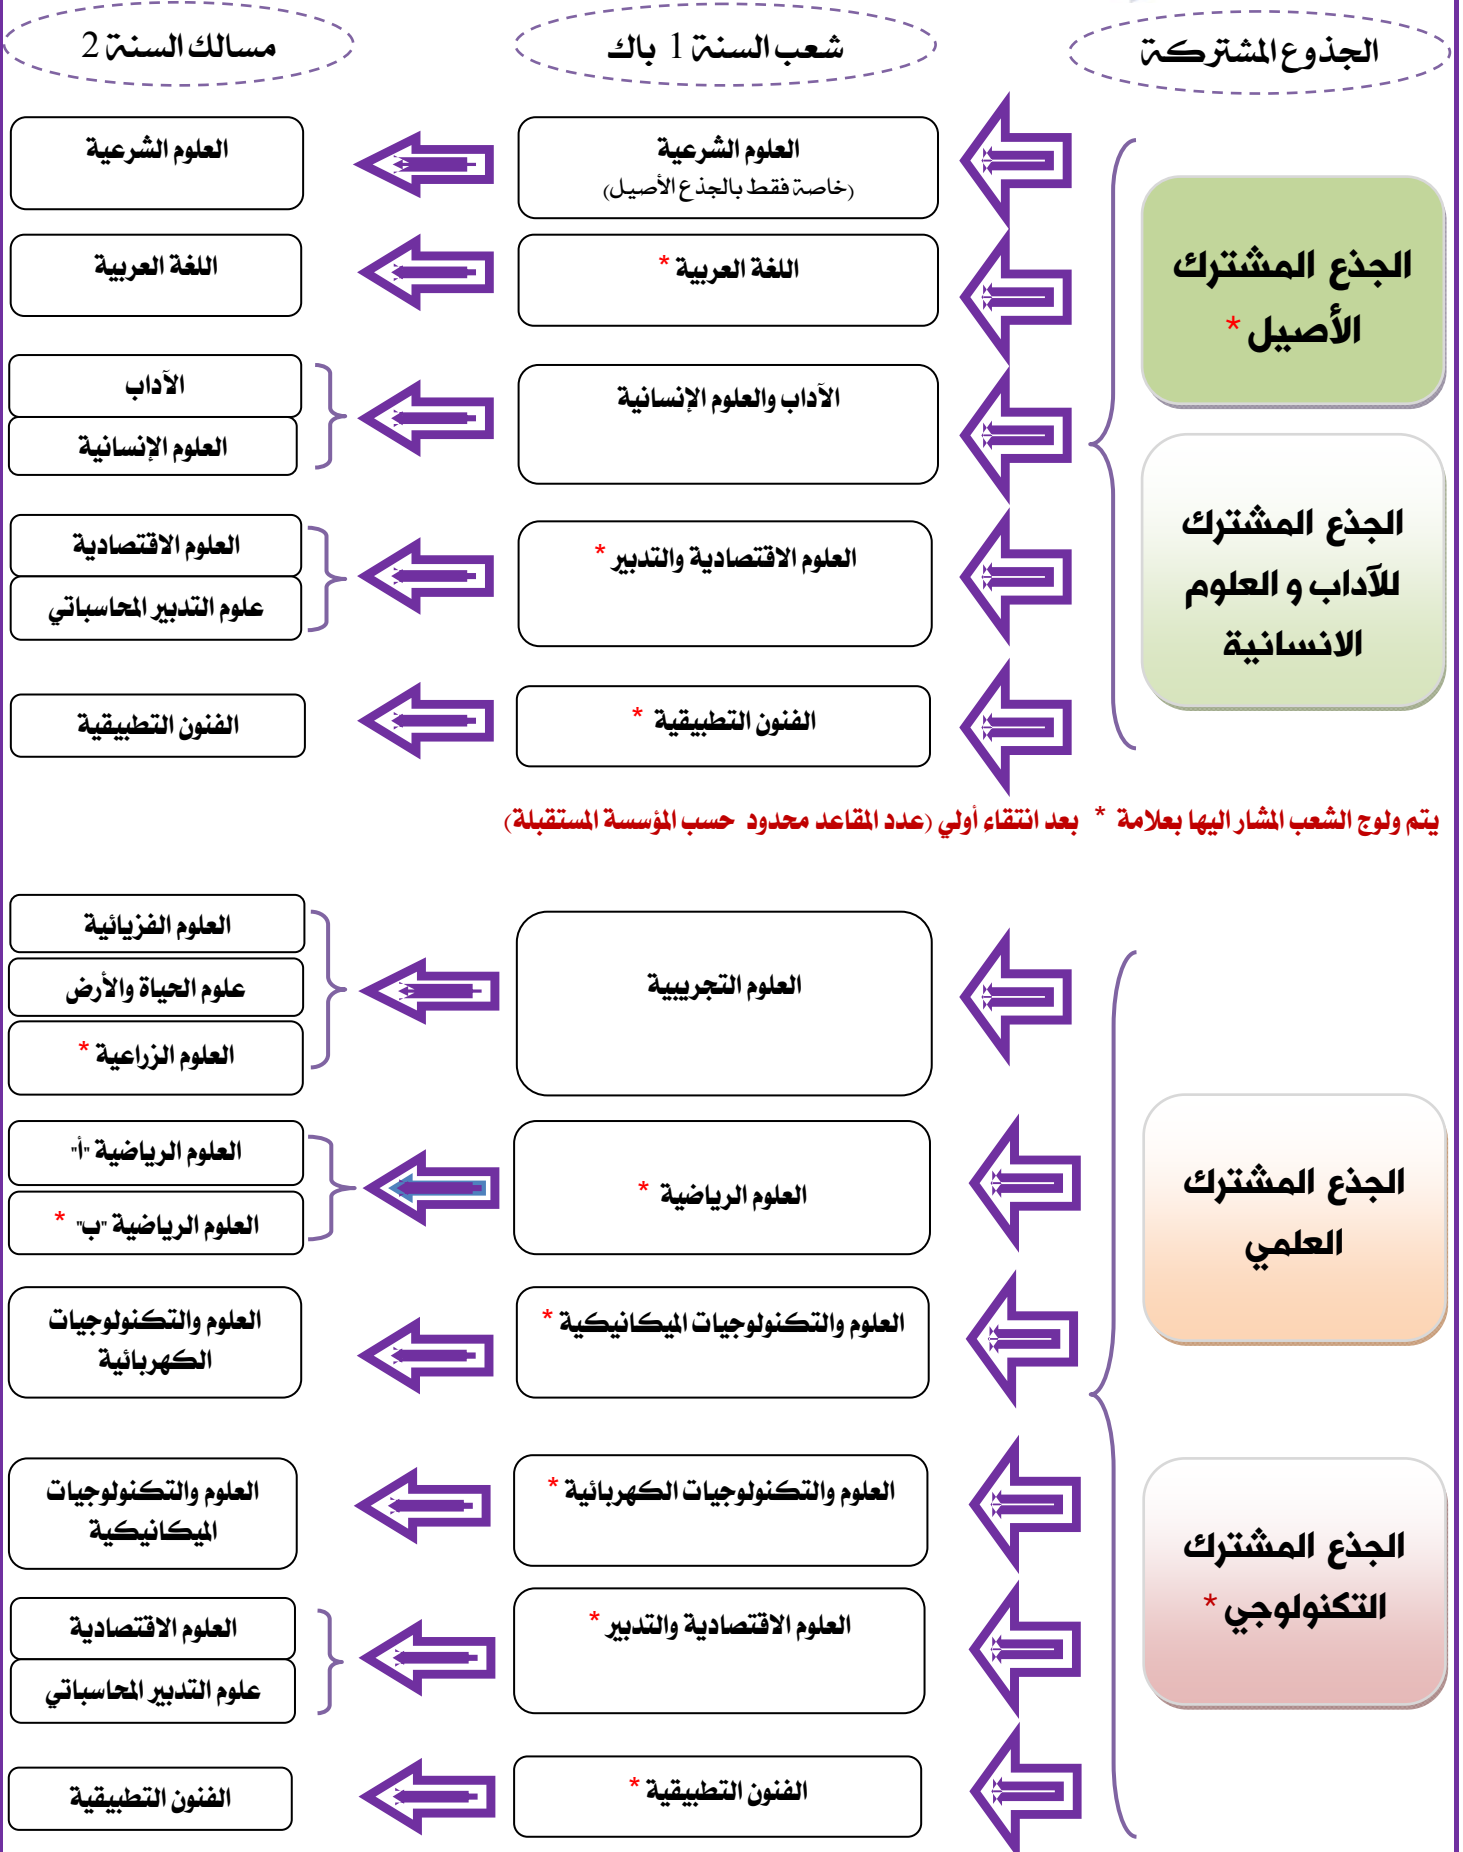 الجذوع المشتركة
شعب السنة 1 باك
مسالك السنة 2
الجذع المشترك
الأصيل *
الجذع المشترك
للآداب و العلوم
الانسانية
العلوم الشرعية
(خاصة فقط بالجذع الأصيل)
العلوم الشرعية
اللغة العربية *
اللغة العربية
الآداب والعلوم الإنسانية
الآداب
العلوم الإنسانية
العلوم الاقتصادية والتدبير *
العلوم الاقتصادية
علوم التدبير المحاسباتي
الفنون التطبيقية *
الفنون التطبيقية
يتم ولوج الشعب المشار اليها بعلامة * بعد انتقاء أولي (عدد المقاعد محدود حسب المؤسسة المستقبلة)
الجذع المشترك
العلمي
الجذع المشترك
التكنولوجي *
العلوم التجريبية
العلوم الفزيائية
علوم الحياة والأرض
العلوم الزراعية *
العلوم الرياضية *
العلوم الرياضية "أ"
العلوم الرياضية "ب" *
العلوم والتكنولوجيات الميكانيكية *
العلوم والتكنولوجيات
الكهربائية
العلوم والتكنولوجيات الكهربائية *
العلوم والتكنولوجيات
الميكانيكية
العلوم الاقتصادية والتدبير *
العلوم الاقتصادية
علوم التدبير المحاسباتي
الفنون التطبيقية *
الفنون التطبيقية